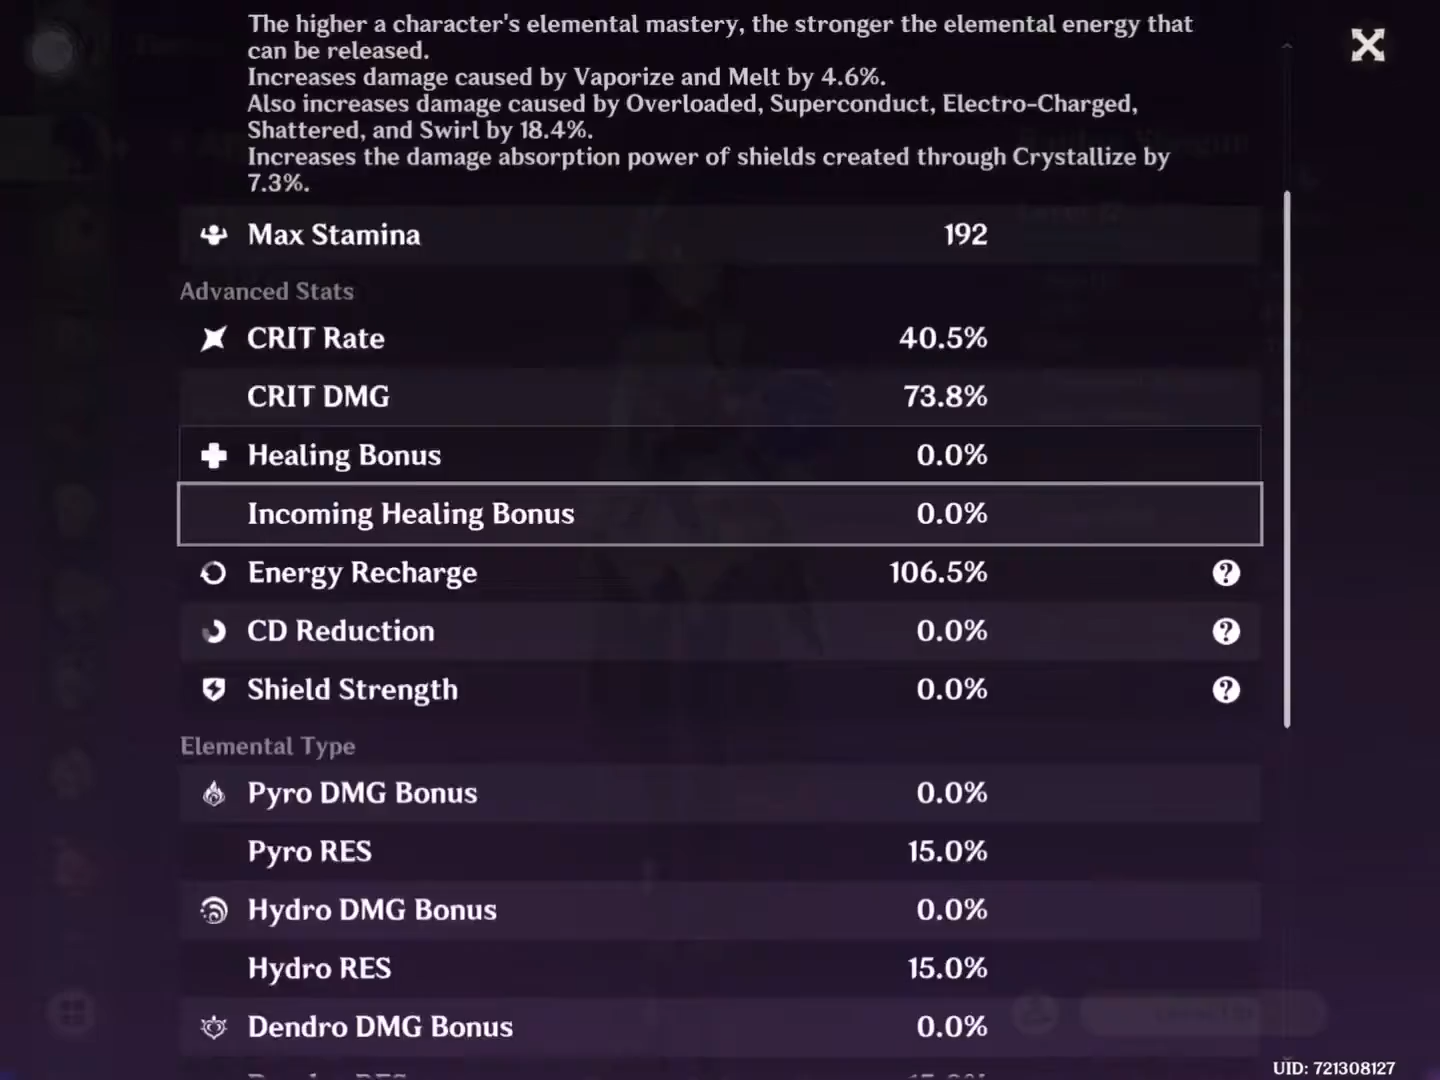 The higher a character's elemental mastery, the stronger the elemental energy that
can be released.
Increases damage caused by Vaporize and Melt by 4.6%.
Also increases damage caused by Overloaded, Superconduct, Electro-Charged,
Shattered, and Swirl by 18.4%.
Increases the damage absorption power of shields created through Crystallize by
7.3%.
Max Stamina 192
Advanced Stats
CRIT Rate 40.5%
CRIT DMG 73.8%
Healing Bonus 0.0%
Incoming Healing Bonus 0.0%
Energy Recharge 106.5% ?
CD Reduction 0.0% ?
Shield Strength 0.0% ?
Elemental Type
Pyro DMG Bonus 0.0%
Pyro RES 15.0%
Hydro DMG Bonus 0.0%
Hydro RES 15.0%
Dendro DMG Bonus 0.0%
UID: 721308127